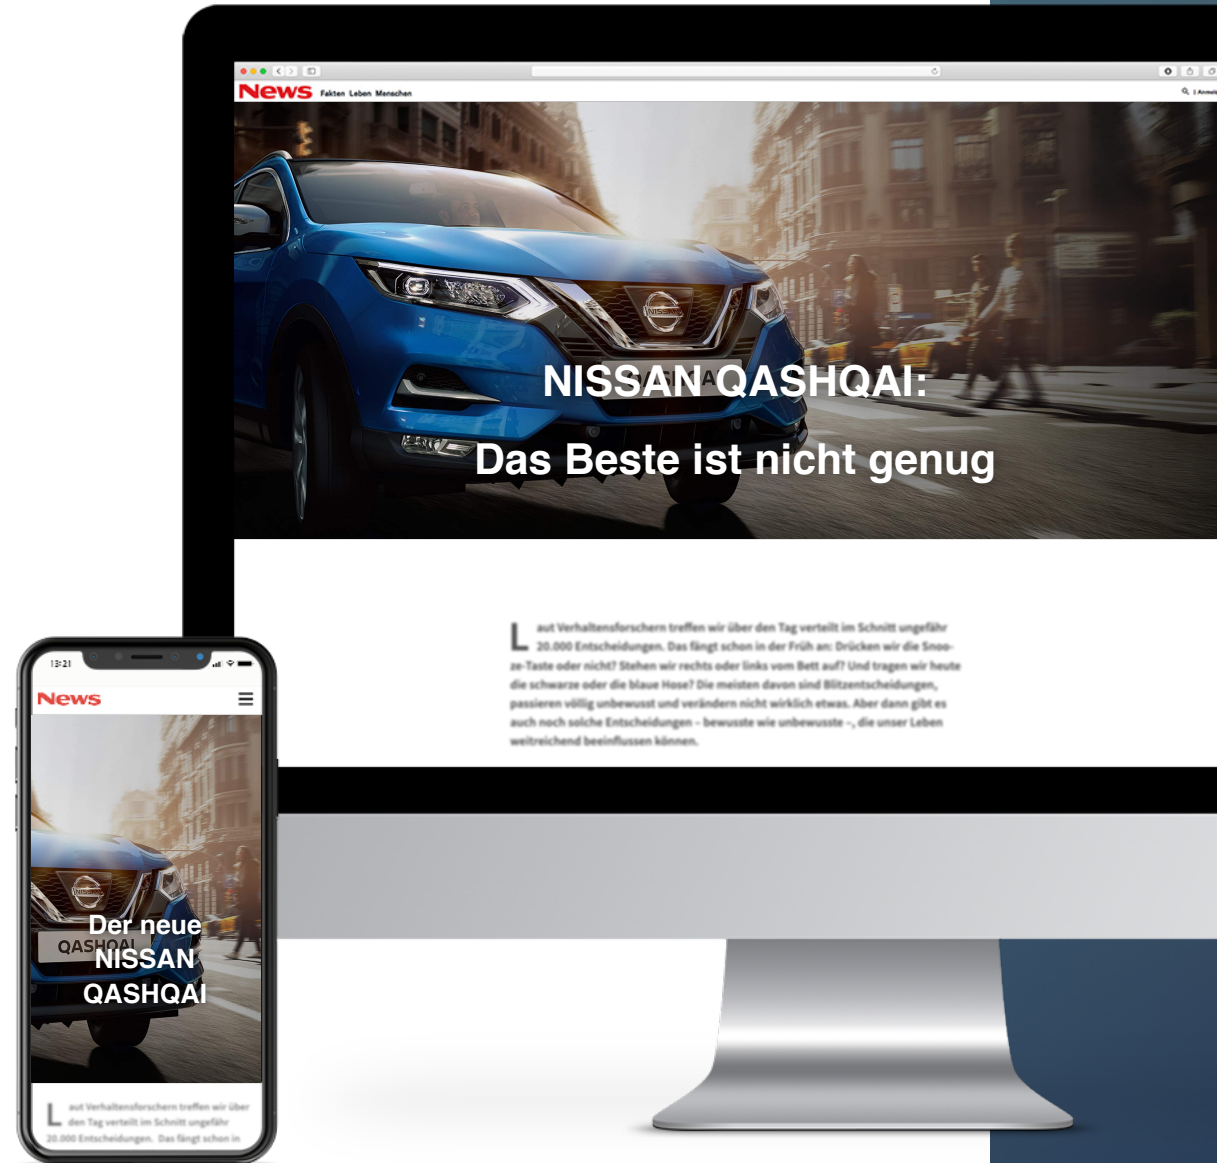 News Fakten Leben Menschen
NISSAN
NISSAN QASHQAI:
Das Beste ist nicht genug
Laut Verhaltensforschern treffen wir über den Tag verteilt im Schnitt ungefähr
20.000 Entscheidungen. Das fängt schon in der Früh an: Drücken wir die Snoo-
ze-Taste oder nicht? Stehen wir rechts oder links vom Bett auf? Und tragen wir heute
die schwarze oder die blaue Hose? Die meisten davon sind Blitzentscheidungen,
passieren völlig unbewusst und verändern nicht wirklich etwas. Aber dann gibt es
auch noch solche Entscheidungen – bewusste wie unbewusste –, die unser Leben
weitreichend beeinflussen können.
13:21
News
NISSAN
QASHQAI
Der neue
NISSAN
QASHQAI
Laut Verhaltensforschern treffen wir über
den Tag verteilt im Schnitt ungefähr
20.000 Entscheidungen. Das fängt schon in